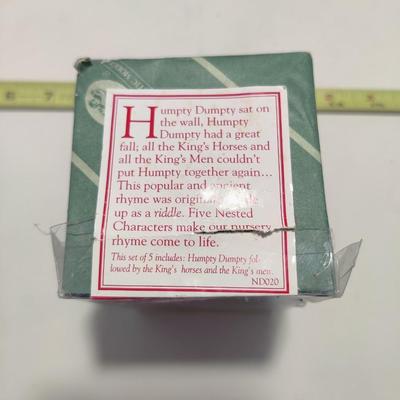 Humpty Dumpty sat on
the wall, Humpty
Dumpty had a great
fall; all the King's Horses and
all the King's Men couldn't
put Humpty together again...
This popular and ancient
rhyme was original
up as a riddle. Five Nested
Characters make our nursery
rhyme come to life.
This set of 5 includes: Humpty Dumpty fol-
lowed by the King's horses and the King's men.
ND020